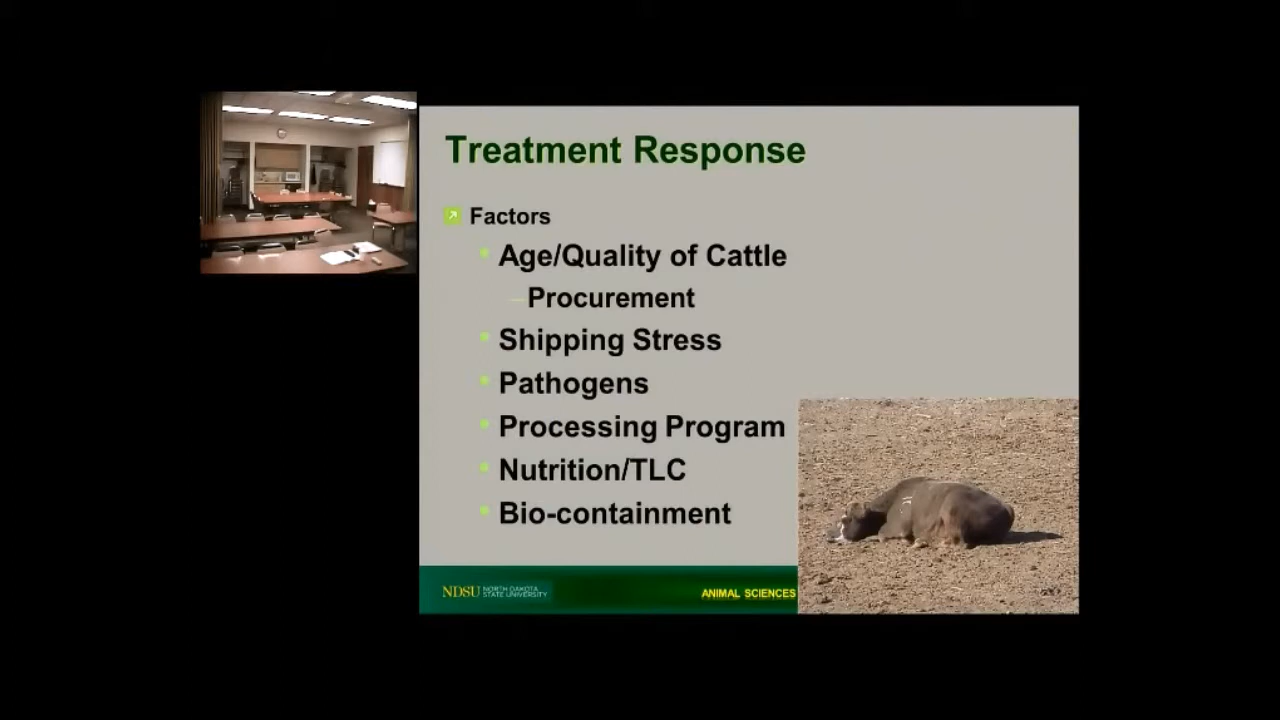 Treatment Response
Factors
Age/Quality of Cattle
Procurement
Shipping Stress
Pathogens
Processing Program
Nutrition/TLC
Bio-containment
NDSU NORTH DAKOTA
STATE UNIVERSITY
ANIMAL SCIENCES